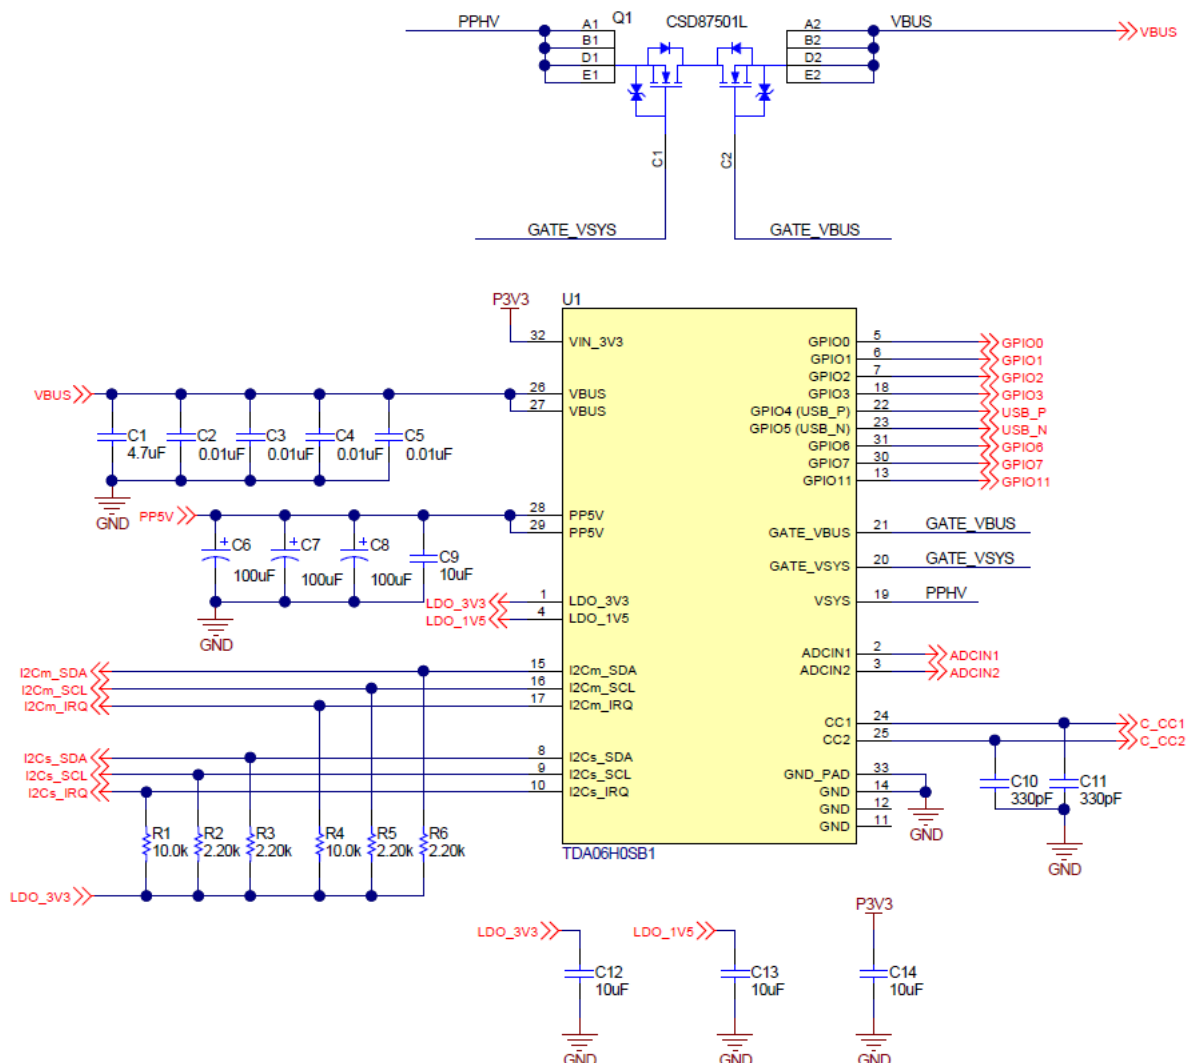 PPHV
A1
B1
D1
E1
Q1
CSD87501L
A2
B2
D2
E2
VBUS
VBUS
C1
C2
GATE_VSYS
GATE_VBUS
P3V3
U1
32
VIN_3V3
VBUS
26
VBUS
27
VBUS
C1
4.7uF
C2
0.01uF
C3
0.01uF
C4
0.01uF
C5
0.01uF
GND
PP5V
28
PP5V
29
PP5V
+
C6
100uF
+
C7
100uF
+
C8
100uF
C9
10uF
GND
LDO_3V3
1
LDO_3V3
LDO_1V5
4
LDO_1V5
I2Cm_SDA
15
I2Cm_SDA
I2Cm_SCL
16
I2Cm_SCL
I2Cm_IRQ
17
I2Cm_IRQ
I2Cs_SDA
8
I2Cs_SDA
I2Cs_SCL
9
I2Cs_SCL
I2Cs_IRQ
10
I2Cs_IRQ
R1
10.0k
R2
2.20k
R3
2.20k
R4
10.0k
R5
2.20k
R6
2.20k
LDO_3V3
GPIO0
5
GPIO0
GPIO1
6
GPIO1
GPIO2
7
GPIO2
GPIO3
18
GPIO3
GPIO4 (USB_P)
22
USB_P
GPIO5 (USB_N)
23
USB_N
GPIO6
31
GPIO6
GPIO7
30
GPIO7
GPIO11
13
GPIO11
GATE_VBUS
21
GATE_VBUS
GATE_VSYS
20
GATE_VSYS
VSYS
19
PPHV
ADCIN1
2
ADCIN1
ADCIN2
3
ADCIN2
CC1
24
C_CC1
CC2
25
C_CC2
GND_PAD
33
GND
14
GND
12
GND
11
GND
C10
330pF
C11
330pF
GND
TDA06H0SB1
LDO_3V3
C12
10uF
GND
LDO_1V5
C13
10uF
GND
P3V3
C14
10uF
GND